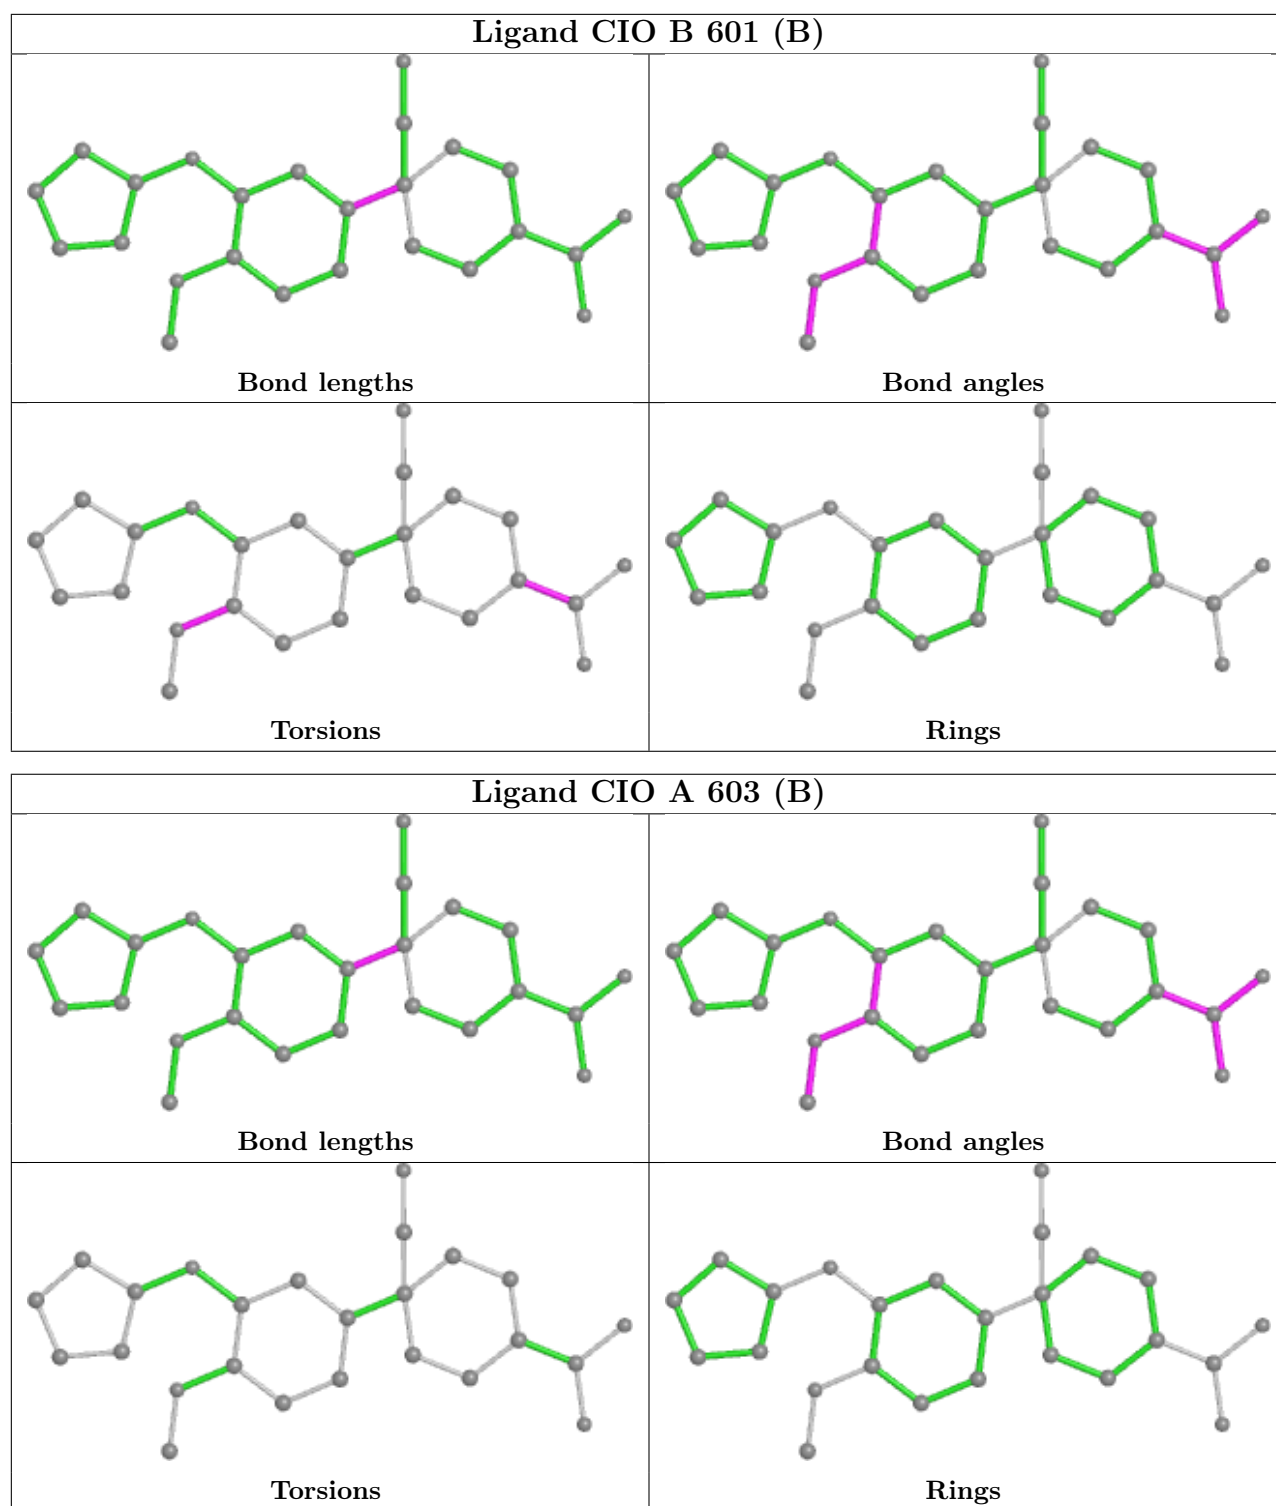 Ligand CIO B 601 (B)
Bond lengths
Bond angles
Torsions
Rings
Ligand CIO A 603 (B)
Bond lengths
Bond angles
Torsions
Rings